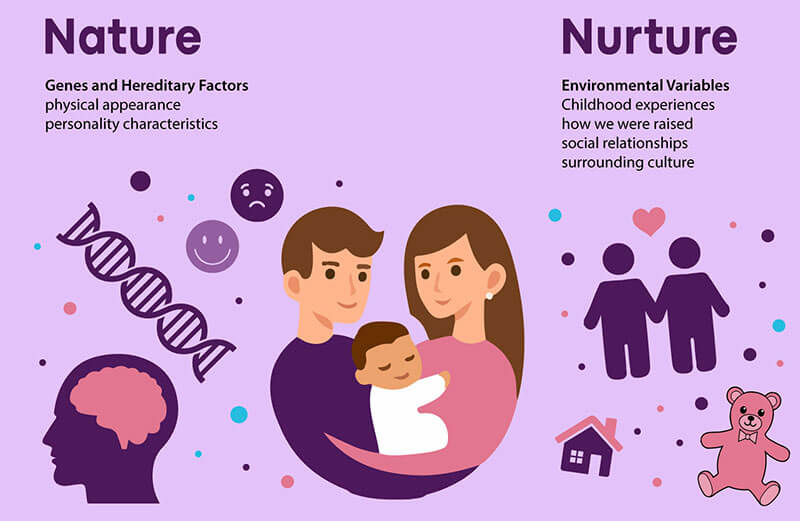 Nature
Genes and Hereditary Factors
physical appearance
personality characteristics
Nurture
Environmental Variables
Childhood experiences
how we were raised
social relationships
surrounding culture